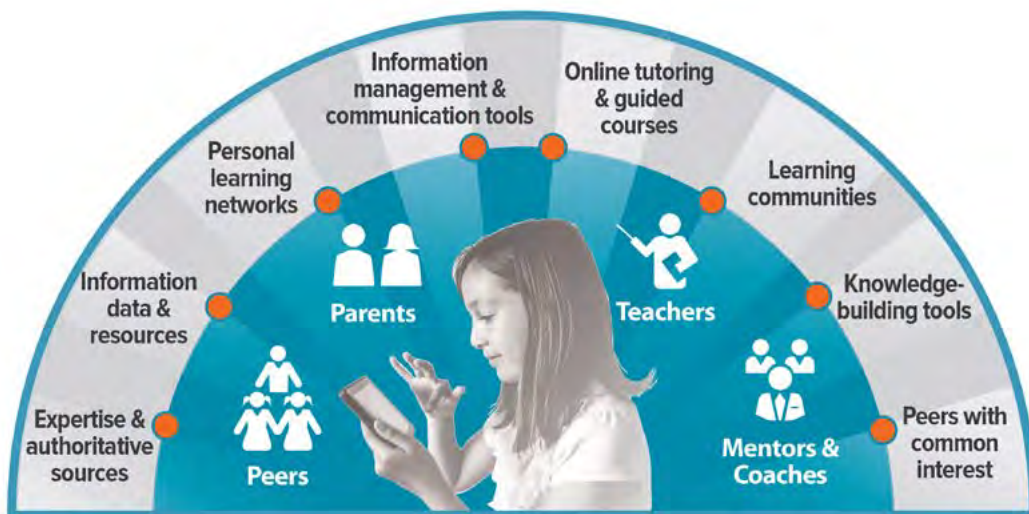 Information
management &
communication tools
Online tutoring
& guided
courses
Personal
learning
networks
Learning
communities
Information
data &
resources
Knowledge-
building tools
Expertise &
authoritative
sources
Peers with
common
interest
Parents
Teachers
Peers
Mentors &
Coaches